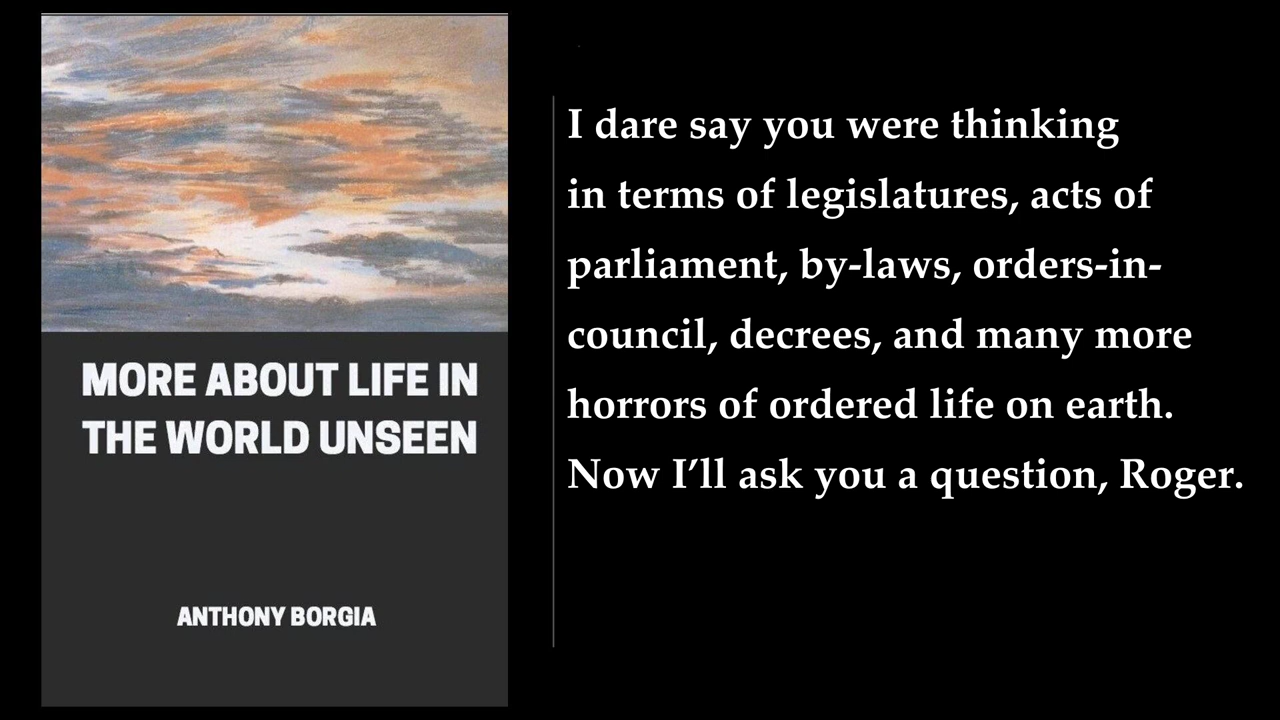 MORE ABOUT LIFE IN
THE WORLD UNSEEN
ANTHONY BORGIA
I dare say you were thinking
in terms of legislatures, acts of
parliament, by-laws, orders-in-
council, decrees, and many more
horrors of ordered life on earth.
Now I’ll ask you a question, Roger.